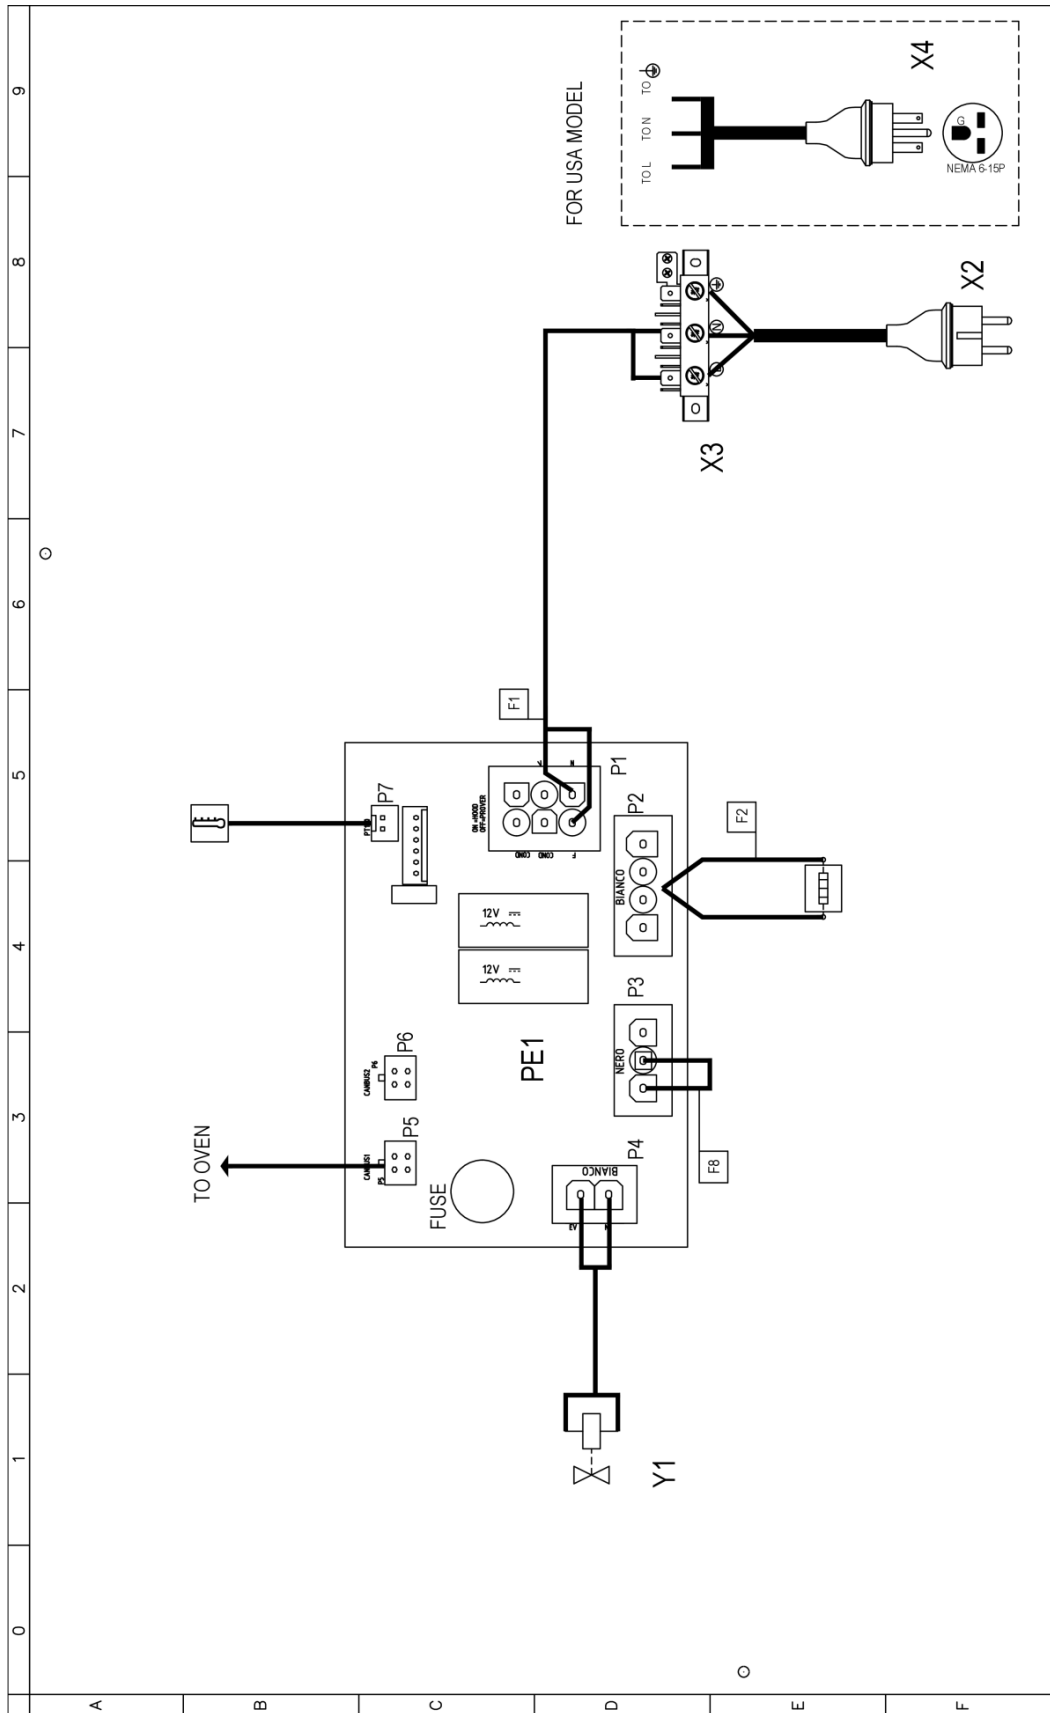 9
8
7
6
5
4
3
2
1
0
A
B
C
D
E
F
FOR USA MODEL
TO L
TO N
TO
G
NEMA 6-15P
X4
X2
X3
N
F1
P7
ON =HOOD
OFF=PROVER
COND
COND
F
N
P1
P2
BIANCO
F2
12V
12V
PE1
P3
NERO
F8
CANBUS2
P6
P6
TO OVEN
CANBUS1
P5
P5
FUSE
P4
BIANCO
EV
N
Y1